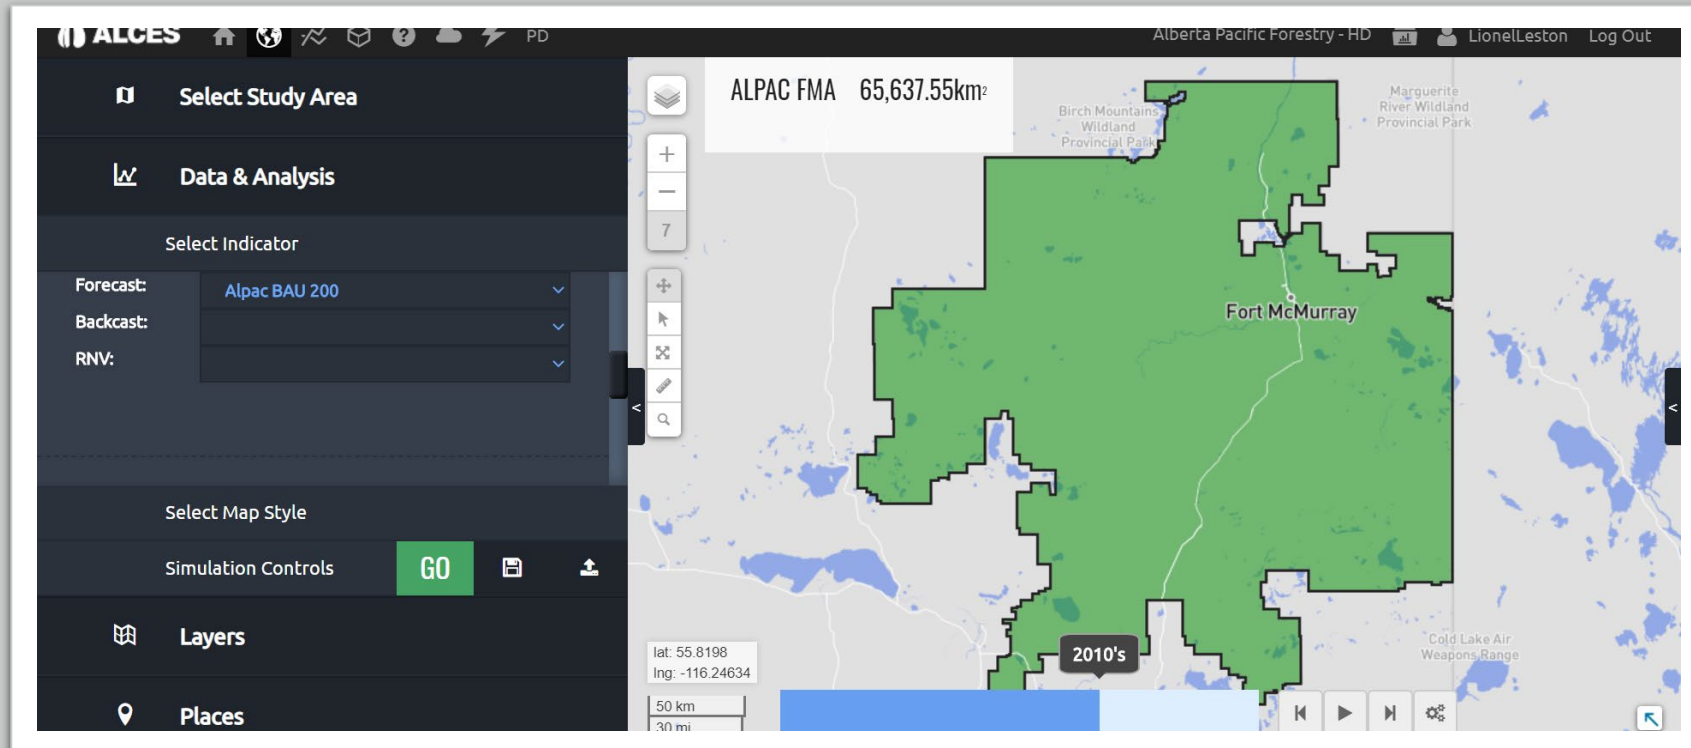 ALCES
PD
Alberta Pacific Forestry - HD
LionelLeston
Log Out
Select Study Area
Data & Analysis
Select Indicator
Forecast:
Alpac BAU 200
Backcast:
RNV:
Select Map Style
Simulation Controls
GO
Layers
Places
ALPAC FMA 65,637.55km²
+
−
7
<
Birch Mountains
Wildland
Provincial Park
Marguerite
River Wildland
Provincial Park
Fort McMurray
<
Cold Lake Air
Weapons Range
2010's
lat: 55.8198
lng: -116.24634
50 km
30 mi